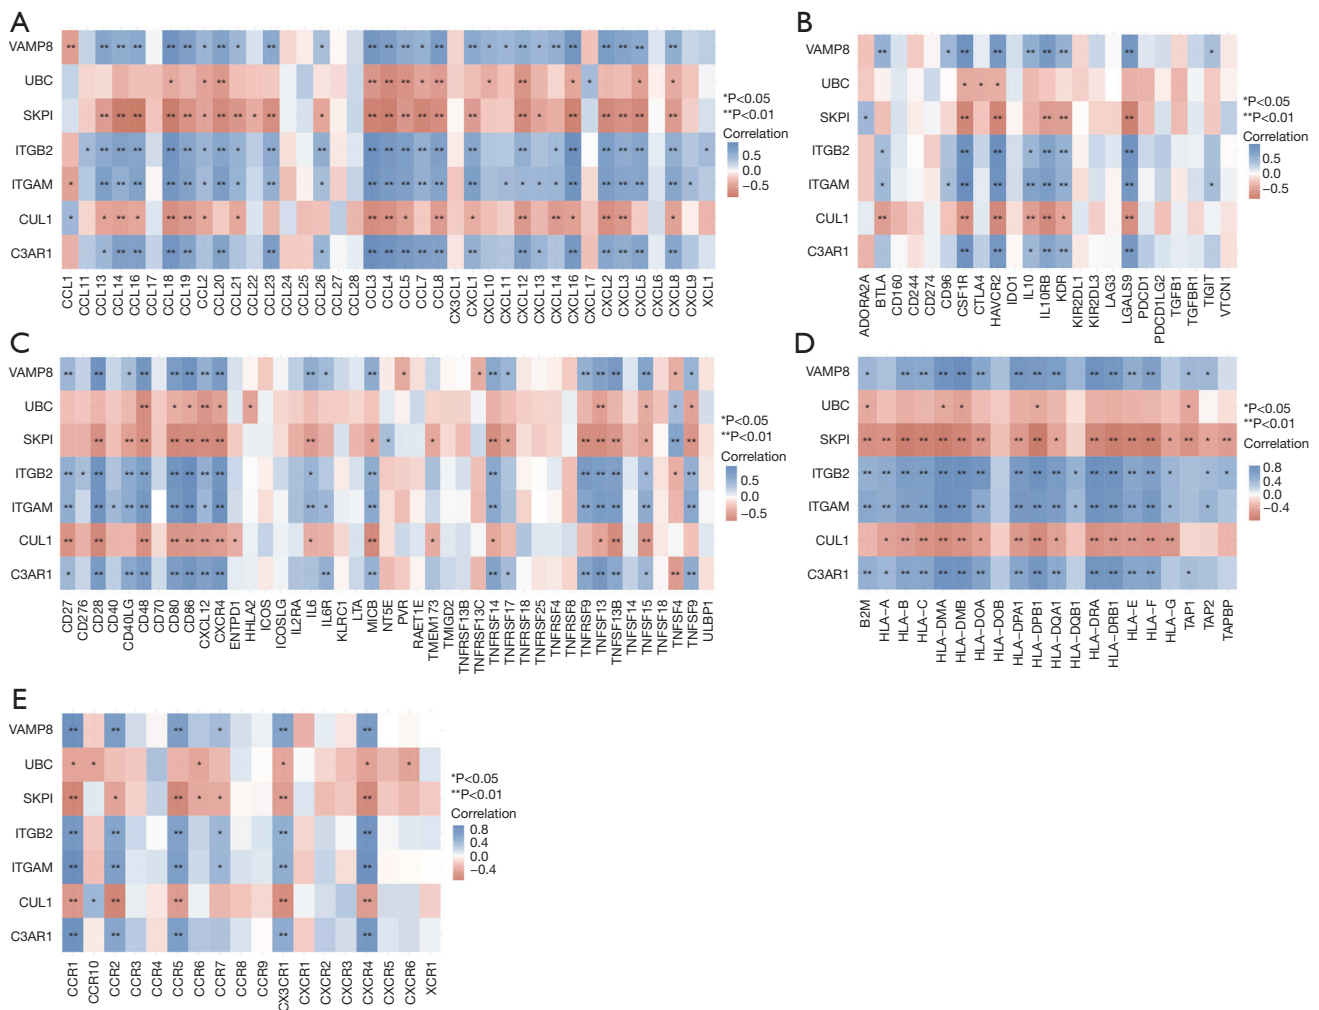 A
VAMP8
UBC
SKPI
ITGB2
ITGAM
CUL1
C3AR1
CCL1
CCL11
CCL13
CCL14
CCL16
CCL17
CCL18
CCL19
CCL2
CCL20
CCL21
CCL22
CCL23
CCL24
CCL25
CCL26
CCL27
CCL28
CCL3
CCL4
CCL5
CCL7
CCL8
CX3CL1
CXCL1
CXCL10
CXCL11
CXCL12
CXCL13
CXCL14
CXCL16
CXCL17
CXCL2
CXCL3
CXCL5
CXCL6
CXCL8
XCL1
*P<0.05
**P<0.01
Correlation
0.5
0.0
−0.5
B
VAMP8
UBC
SKPI
ITGB2
ITGAM
CUL1
C3AR1
ADORA2A
BTLA
CD160
CD244
CD274
CD96
CSF1R
CTLA4
HAVCR2
IDO1
IL10
IL10RB
KDR
KIR2DL1
KIR2DL3
LAG3
LGALS9
PDCD1
PDCD1LG2
TGFB1
TGFBR1
TIGIT
VTCN1
*P<0.05
**P<0.01
Correlation
0.5
0.0
−0.5
C
VAMP8
UBC
SKPI
ITGB2
ITGAM
CUL1
C3AR1
CD27
CD276
CD28
CD40
CD40LG
CD48
CD70
CD80
CD86
CXCL12
CXCR4
ENTPD1
HHLA2
ICOS
ICOSLG
IL2RA
IL6
IL6R
KLRC1
LTA
MICB
NT5E
PVR
RAET1E
TMEM173
TMIGD2
TNFRSF13B
TNFRSF13C
TNFRSF14
TNFRSF17
TNFRSF18
TNFRSF25
TNFRSF4
TNFRSF8
TNFRSF9
TNFSF13
TNFSF13B
TNFSF14
TNFSF15
TNFSF18
TNFSF4
TNFSF9
ULBP1
*P<0.05
**P<0.01
Correlation
0.5
0.0
−0.5
D
VAMP8
UBC
SKPI
ITGB2
ITGAM
CUL1
C3AR1
B2M
HLA−A
HLA−B
HLA−C
HLA−DMA
HLA−DMB
HLA−DOA
HLA−DOB
HLA−DPA1
HLA−DPB1
HLA−DQA1
HLA−DQB1
HLA−DRA
HLA−DRB1
HLA−E
HLA−F
HLA−G
TAP1
TAP2
TAPBP
*P<0.05
**P<0.01
Correlation
0.8
0.4
0.0
−0.4
E
VAMP8
UBC
SKPI
ITGB2
ITGAM
CUL1
C3AR1
CCR1
CCR10
CCR2
CCR3
CCR4
CCR5
CCR6
CCR7
CCR8
CCR9
CX3CR1
CXCR1
CXCR2
CXCR3
CXCR4
CXCR5
CXCR6
XCR1
*P<0.05
**P<0.01
Correlation
0.8
0.4
0.0
−0.4